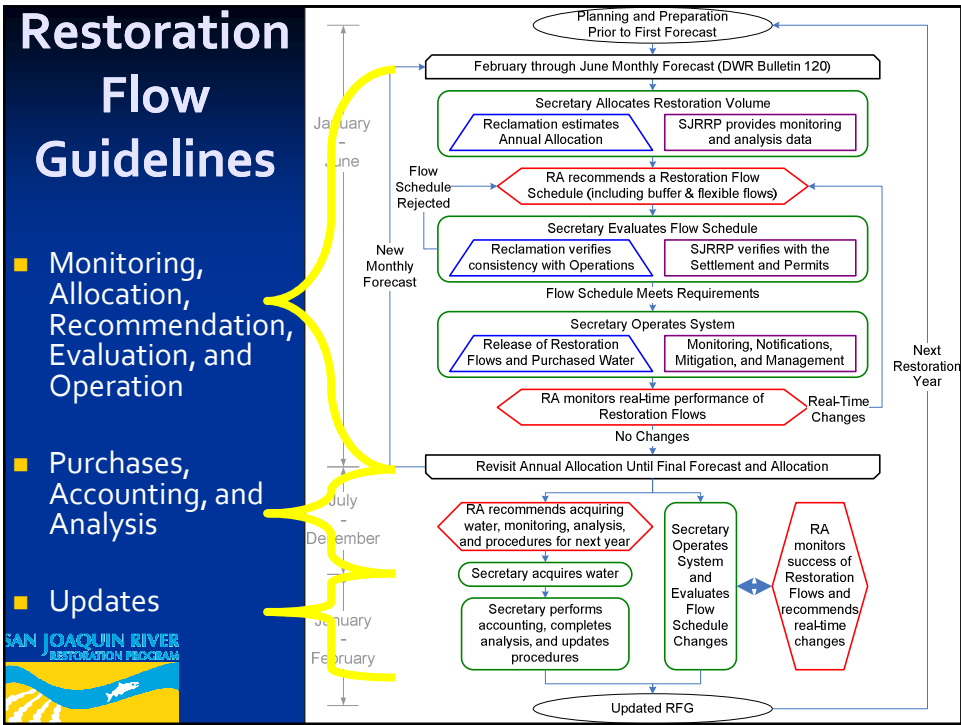 Restoration
Flow
Guidelines
Monitoring,
Allocation,
Recommendation,
Evaluation, and
Operation
Purchases,
Accounting, and
Analysis
Updates
SAN JOAQUIN RIVER
RESTORATION PROGRAM
January
-
June
July
-
December
January
-
February
Planning and Preparation
Prior to First Forecast
February through June Monthly Forecast (DWR Bulletin 120)
Secretary Allocates Restoration Volume
Reclamation estimates
Annual Allocation
SJRRP provides monitoring
and analysis data
Flow
Schedule
Rejected
RA recommends a Restoration Flow
Schedule (including buffer & flexible flows)
Secretary Evaluates Flow Schedule
Reclamation verifies
consistency with Operations
SJRRP verifies with the
Settlement and Permits
New
Monthly
Forecast
Flow Schedule Meets Requirements
Secretary Operates System
Release of Restoration
Flows and Purchased Water
Monitoring, Notifications,
Mitigation, and Management
Next
Restoration
Year
RA monitors real-time performance of
Restoration Flows
Real-Time
Changes
No Changes
Revisit Annual Allocation Until Final Forecast and Allocation
RA recommends acquiring
water, monitoring, analysis,
and procedures for next year
Secretary acquires water
Secretary performs
accounting, completes
analysis, and updates
procedures
Secretary
Operates
System
and
Evaluates
Flow
Schedule
Changes
RA
monitors
success of
Restoration
Flows and
recommends
real-time
changes
Updated RFG